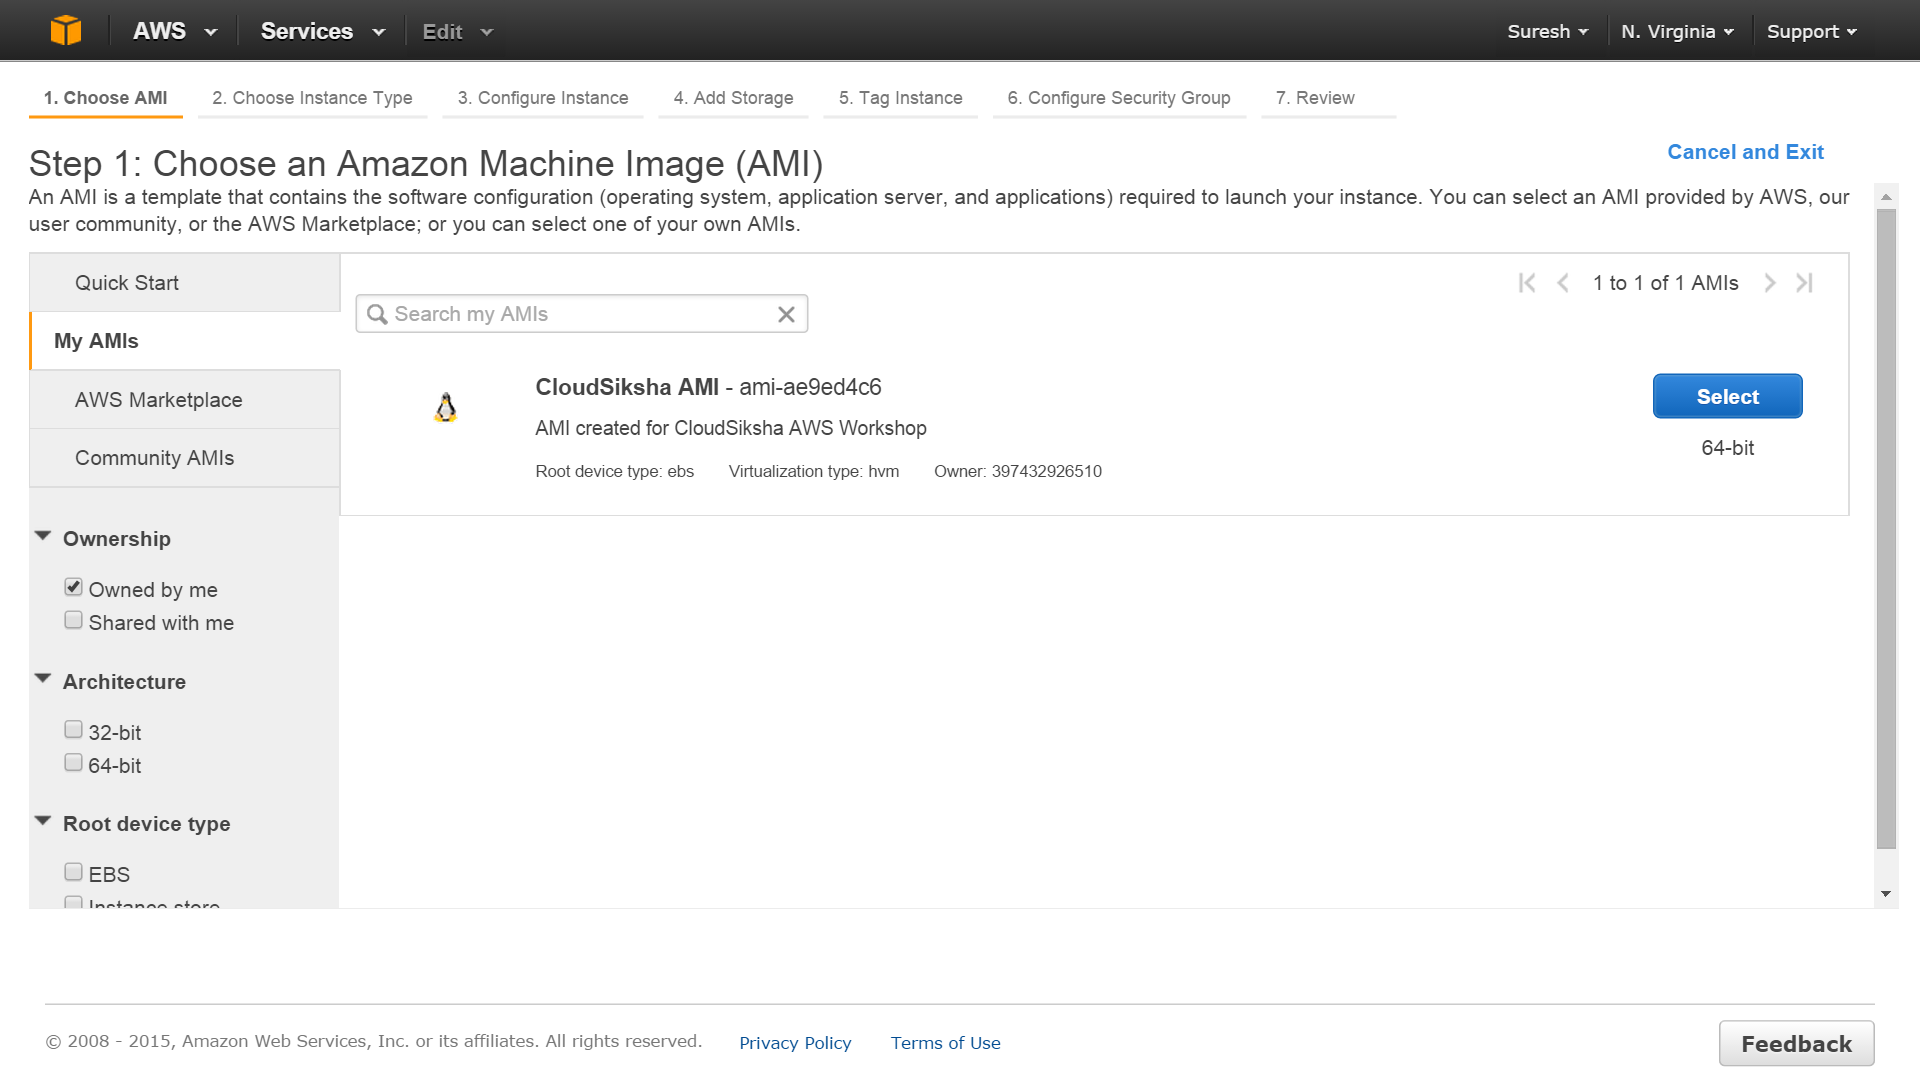 AWS Services Edit Suresh N. Virginia Support
1. Choose AMI 2. Choose Instance Type 3. Configure Instance 4. Add Storage 5. Tag Instance 6. Configure Security Group 7. Review
Step 1: Choose an Amazon Machine Image (AMI)
Cancel and Exit
An AMI is a template that contains the software configuration (operating system, application server, and applications) required to launch your instance. You can select an AMI provided by AWS, our
user community, or the AWS Marketplace; or you can select one of your own AMIs.
Quick Start
My AMIs
AWS Marketplace
Community AMIs
Ownership
Owned by me
Shared with me
Architecture
32-bit
64-bit
Root device type
EBS
Instance store
1 to 1 of 1 AMIs
Search my AMIs
CloudSiksha AMI - ami-ae9ed4c6
AMI created for CloudSiksha AWS Workshop
Root device type: ebs Virtualization type: hvm Owner: 397432926510
Select
64-bit
© 2008 - 2015, Amazon Web Services, Inc. or its affiliates. All rights reserved. Privacy Policy Terms of Use
Feedback